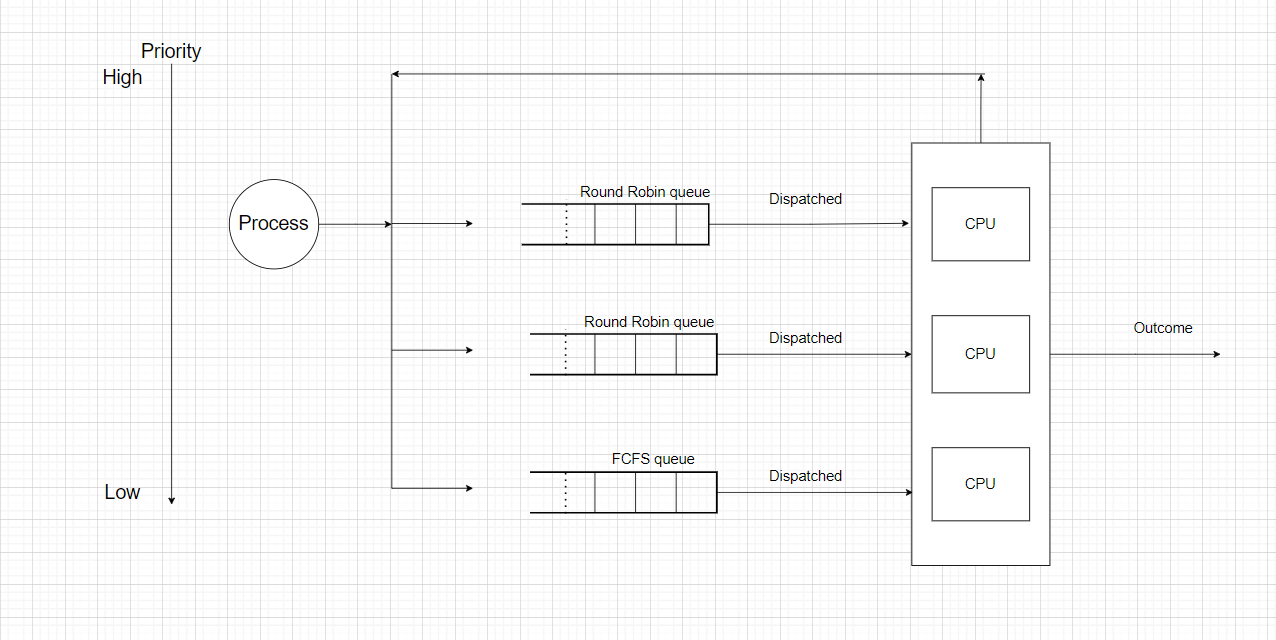 Priority
High
Process
Round Robin queue
Dispatched
CPU
Round Robin queue
Dispatched
CPU
Outcome
FCFS queue
Dispatched
CPU
Low